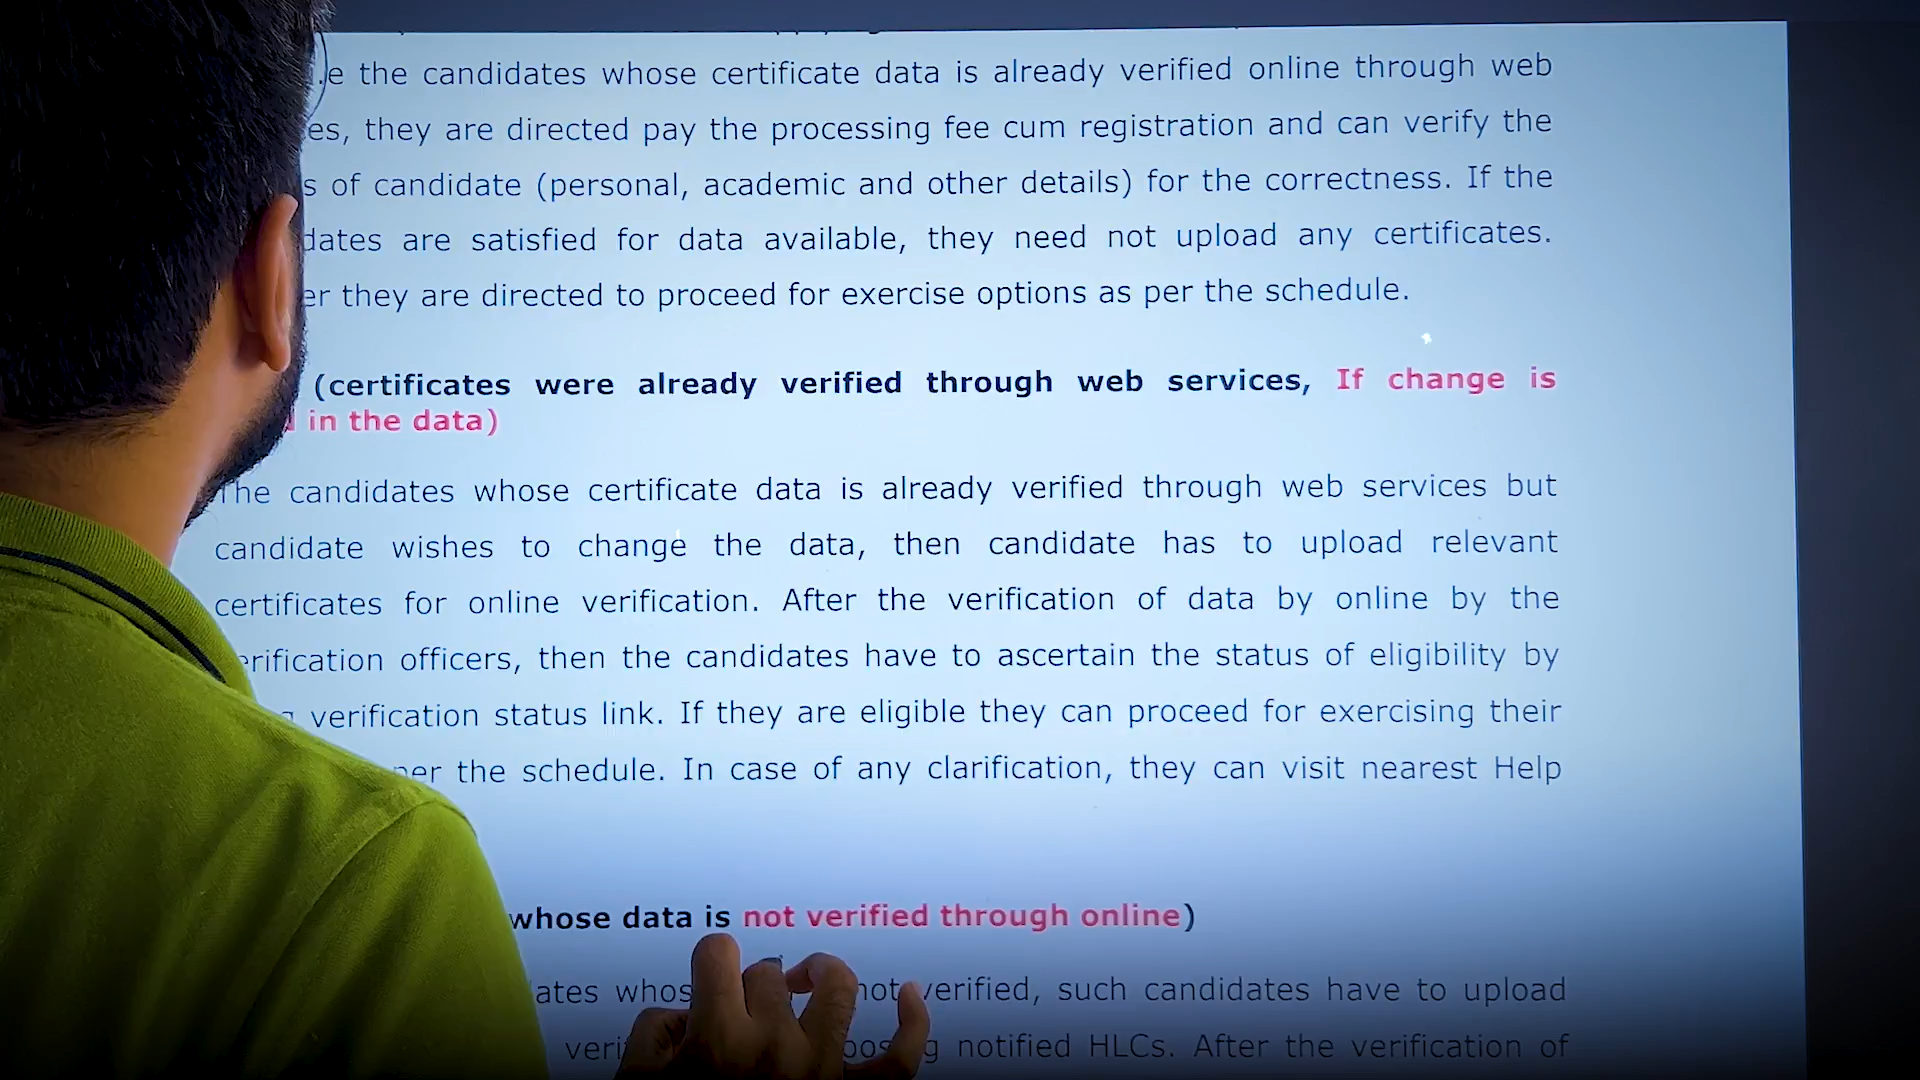 the candidates whose certificate data is already verified online through web
they are directed pay the processing fee cum registration and can verify the
of candidate (personal, academic and other details) for the correctness. If the
are satisfied for data available, they need not upload any certificates.
they are directed to proceed for exercise options as per the schedule.
(certificates were already verified through web services, If change is
in the data)
The candidates whose certificate data is already verified through web services but
candidate wishes to change the data, then candidate has to upload relevant
certificates for online verification. After the verification of data by online by the
verification officers, then the candidates have to ascertain the status of eligibility by
verification status link. If they are eligible they can proceed for exercising their
per the schedule. In case of any clarification, they can visit nearest Help
whose data is not verified through online)
not verified, such candidates have to upload
notified HLCs. After the verification of